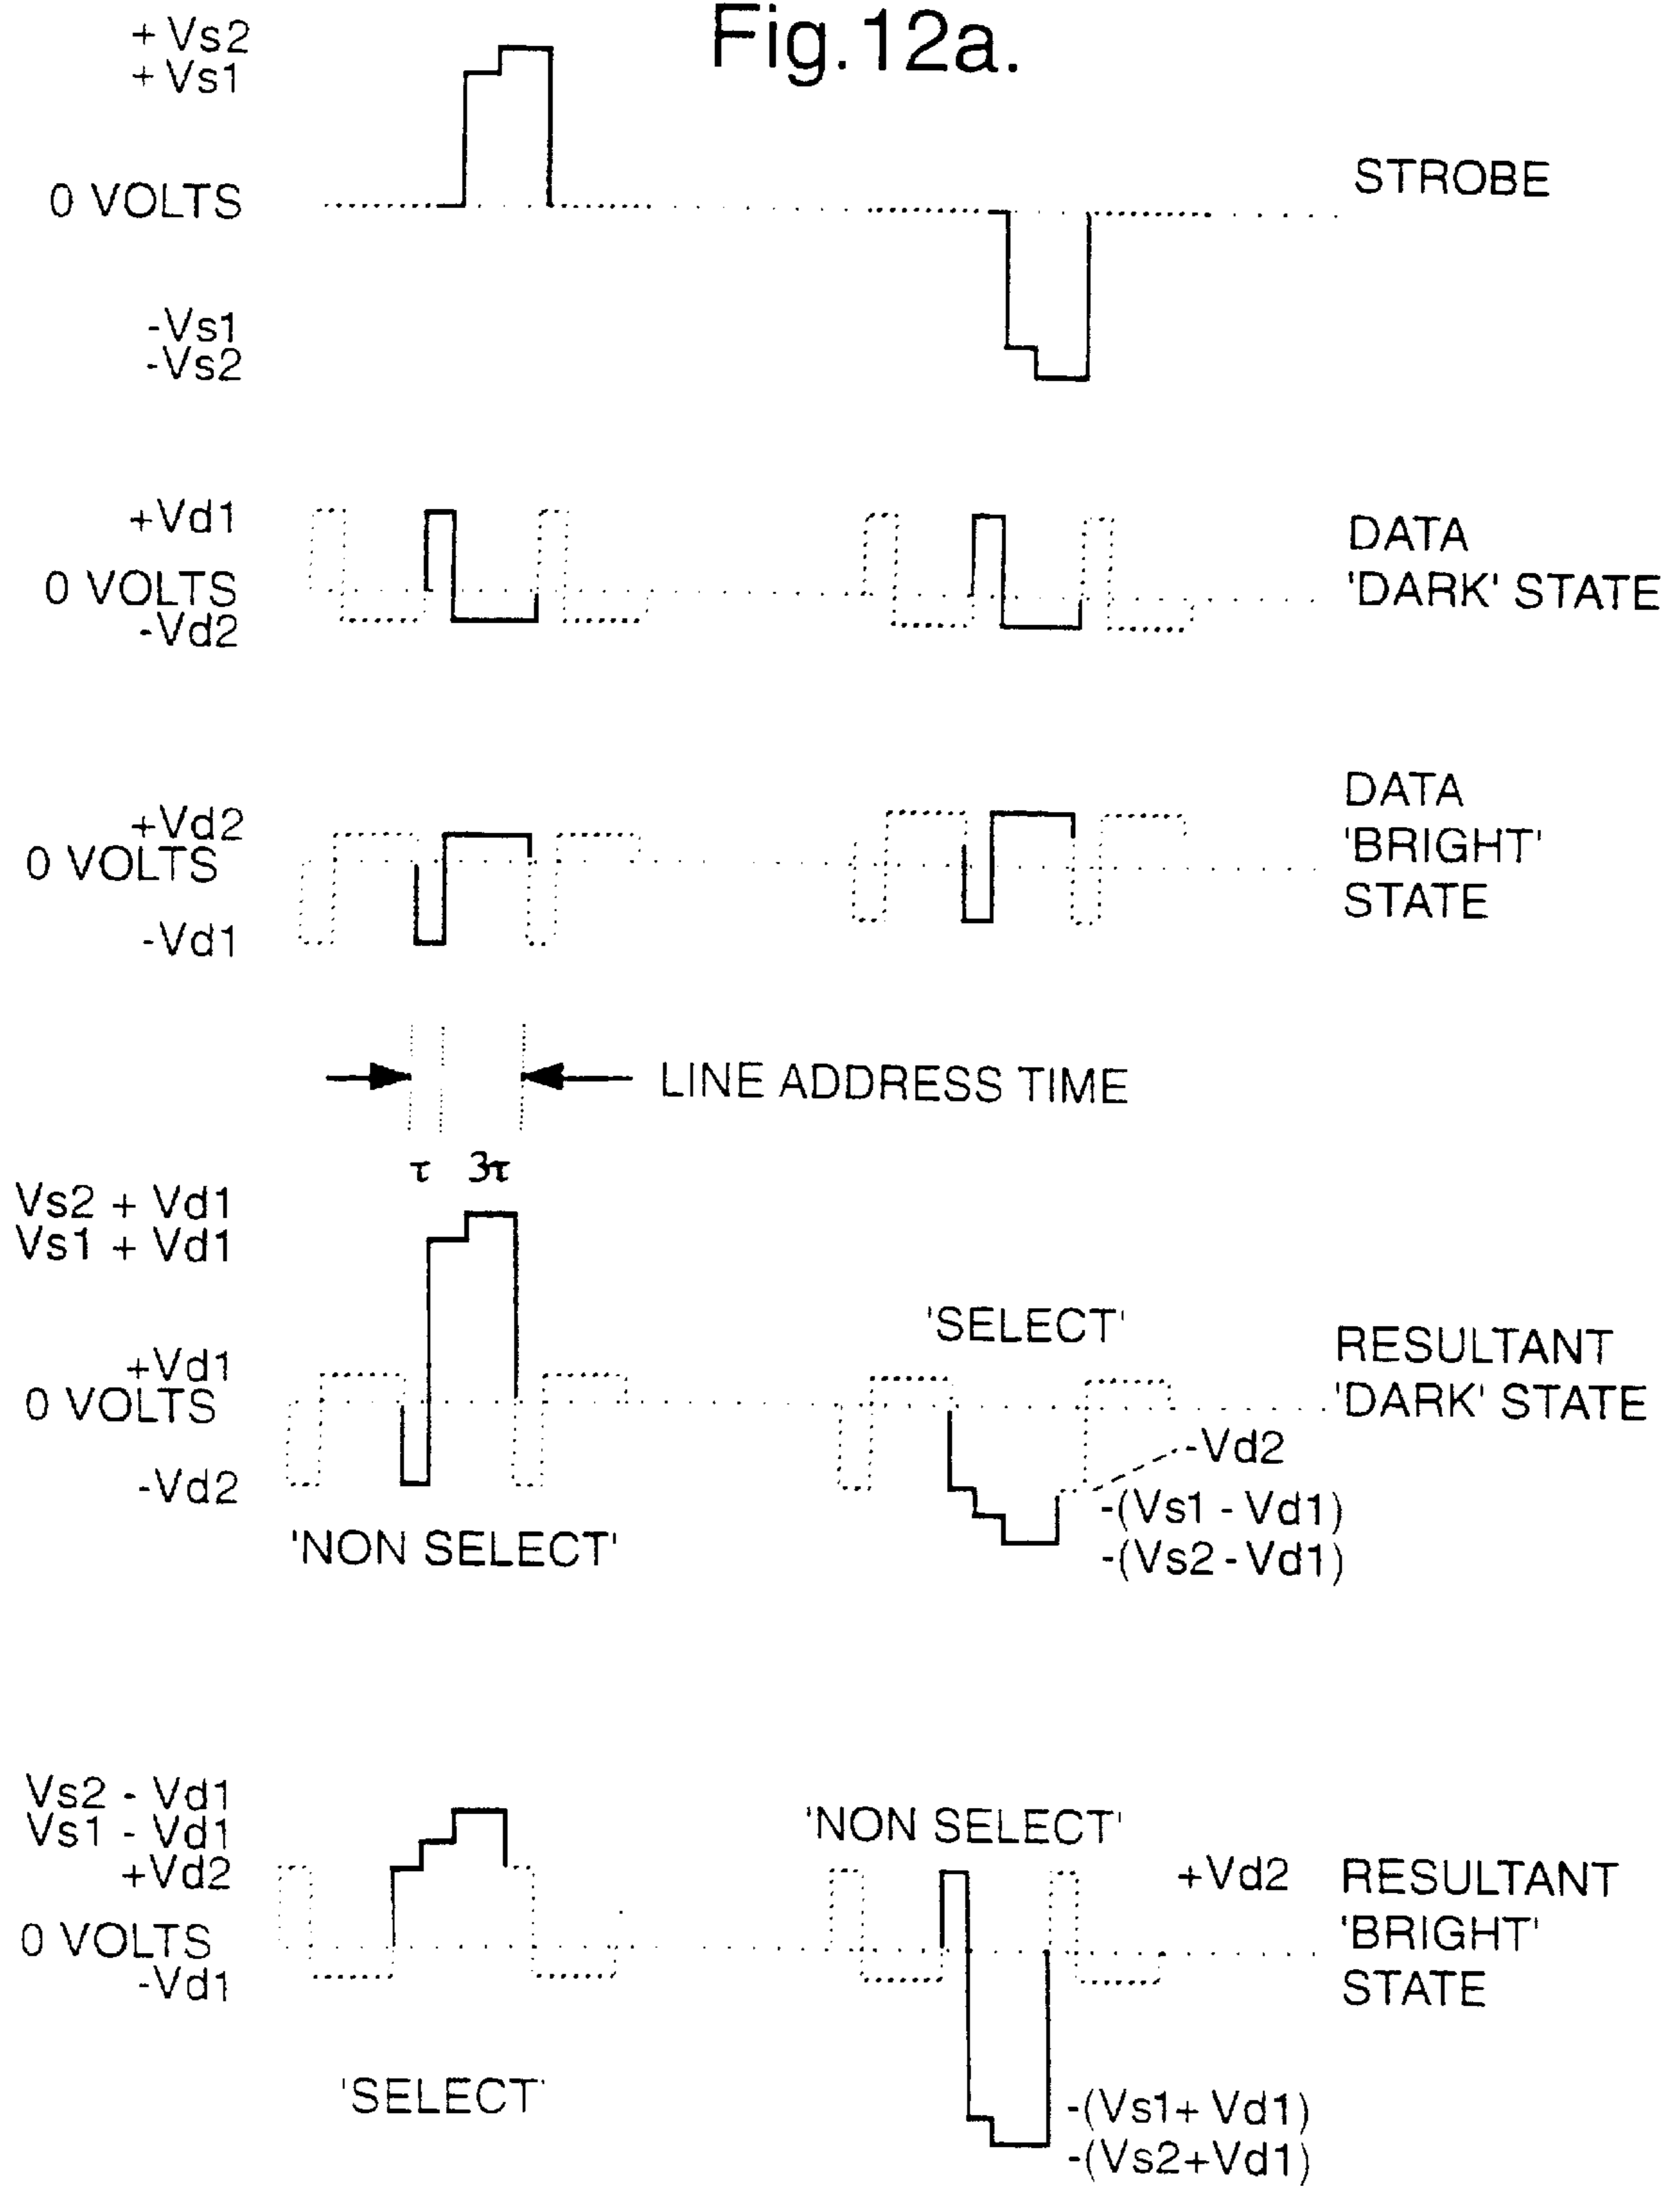 Fig.12a.
+ Vs2
+ Vs1
0 VOLTS
STROBE
-Vs1
-Vs2
+Vd1
0 VOLTS
-Vd2
DATA
'DARK' STATE
+Vd2
0 VOLTS
-Vd1
DATA
'BRIGHT'
STATE
LINE ADDRESS TIME
τ 3τ
Vs2 + Vd1
Vs1 + Vd1
+Vd1
0 VOLTS
-Vd2
'NON SELECT'
'SELECT'
-Vd2
-(Vs1 - Vd1)
-(Vs2 - Vd1)
RESULTANT
'DARK' STATE
Vs2 - Vd1
Vs1 - Vd1
+Vd2
0 VOLTS
-Vd1
'SELECT'
'NON SELECT'
+Vd2
-(Vs1+ Vd1)
-(Vs2+Vd1)
RESULTANT
'BRIGHT'
STATE